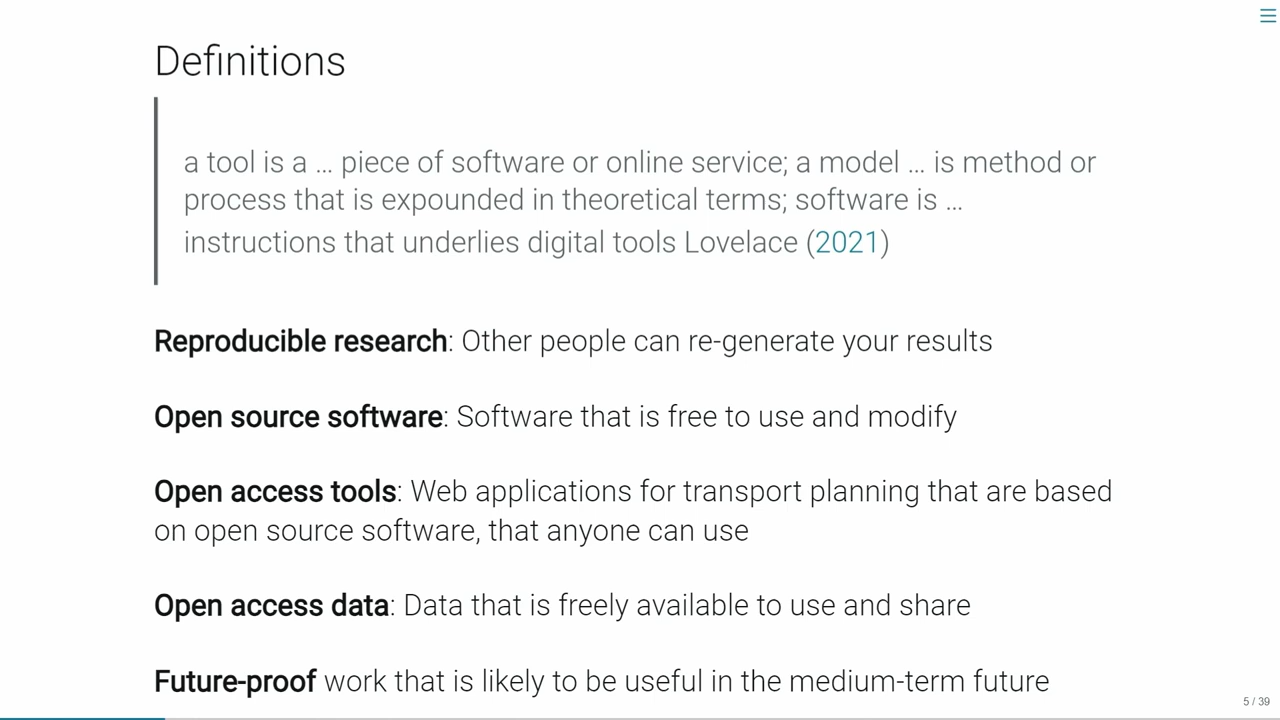 Definitions
a tool is a … piece of software or online service; a model … is method or
process that is expounded in theoretical terms; software is …
instructions that underlies digital tools Lovelace (2021)
Reproducible research: Other people can re-generate your results
Open source software: Software that is free to use and modify
Open access tools: Web applications for transport planning that are based
on open source software, that anyone can use
Open access data: Data that is freely available to use and share
Future-proof work that is likely to be useful in the medium-term future
5 / 39